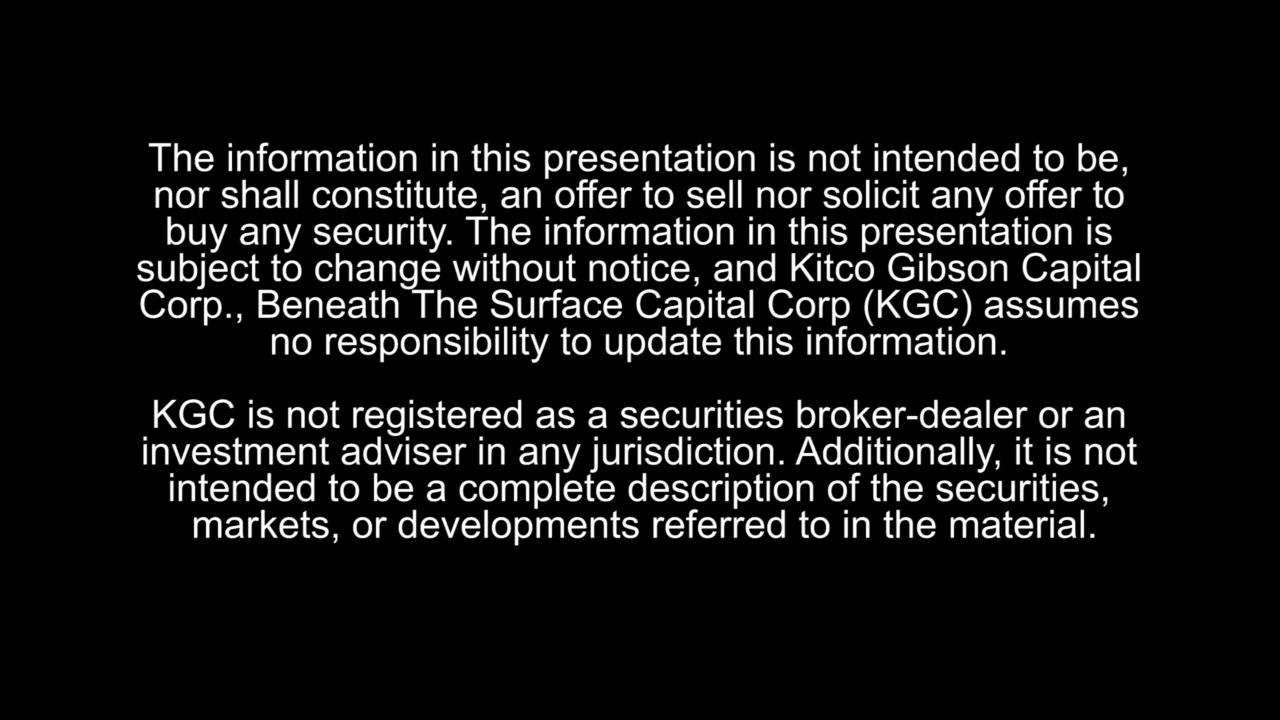 The information in this presentation is not intended to be,
nor shall constitute, an offer to sell nor solicit any offer to
buy any security. The information in this presentation is
subject to change without notice, and Kitco Gibson Capital
Corp., Beneath The Surface Capital Corp (KGC) assumes
no responsibility to update this information.
KGC is not registered as a securities broker-dealer or an
investment adviser in any jurisdiction. Additionally, it is not
intended to be a complete description of the securities,
markets, or developments referred to in the material.